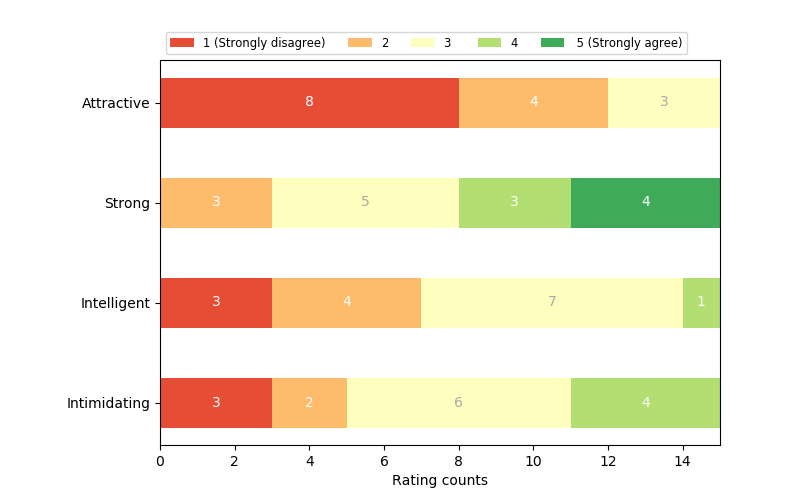 1 (Strongly disagree) 2 3 4 5 (Strongly agree)
Attractive 8 4 3
Strong 3 5 3 4
Intelligent 3 4 7 1
Intimidating 3 2 6 4
0 2 4 6 8 10 12 14
Rating counts